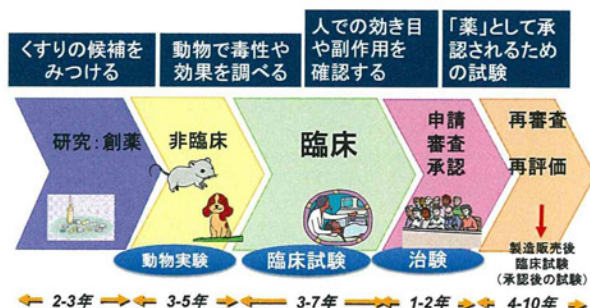 くすりの候補を
みつける
動物で毒性や
効果を調べる
人での効き目
や副作用を
確認する
「薬」として承
認されるため
の試験
研究:創薬
非臨床
臨床
申請
審査
承認
再審査
再評価
動物実験
臨床試験
治験
製造販売後
臨床試験
(承認後の試験)
2-3年
3-5年
3-7年
1-2年
4-10年